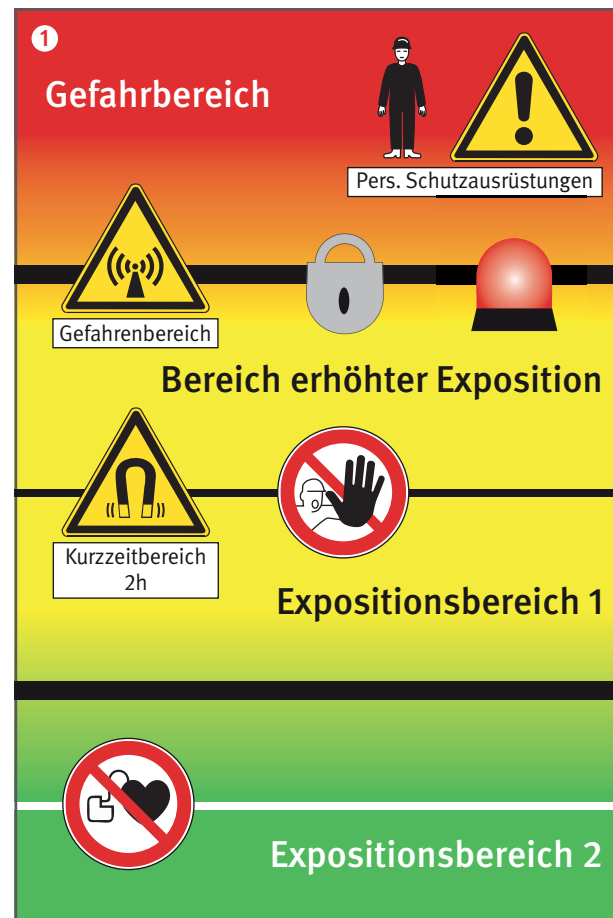 1
Gefahrbereich
Pers. Schutzausrüstungen
Gefahrenbereich
Bereich erhöhter Exposition
Kurzzeitbereich
2h
Expositionsbereich 1
Expositionsbereich 2